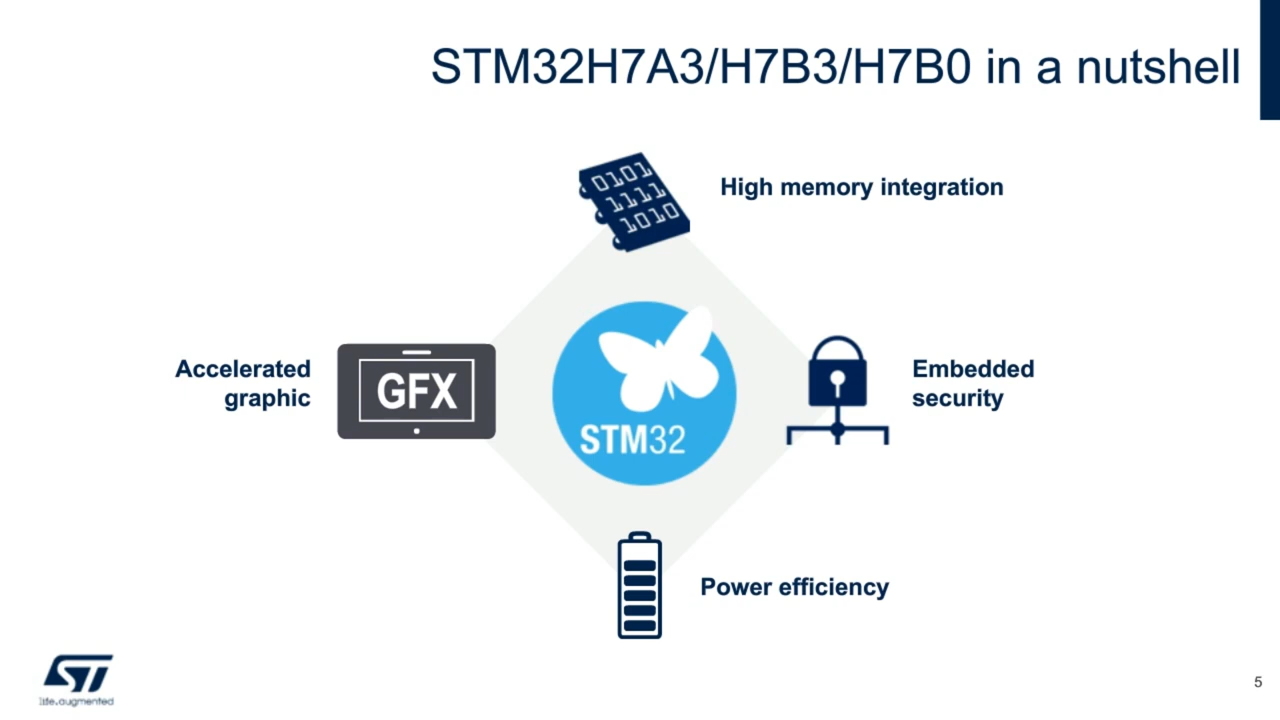 STM32H7A3/H7B3/H7B0 in a nutshell
0101
1111
1010
High memory integration
Accelerated
graphic
GFX
STM32
Embedded
security
Power efficiency
ST
life.augmented
5